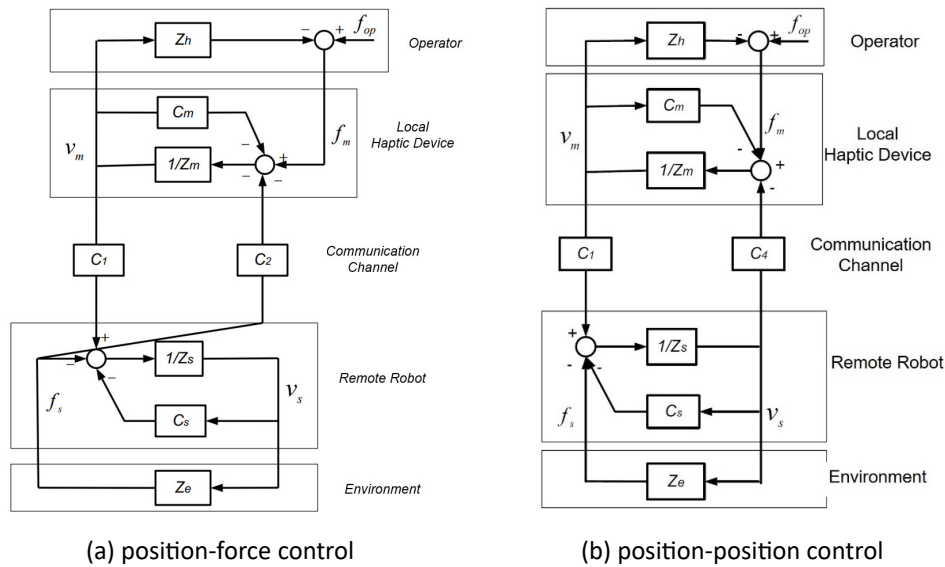 Zh
− +
f_op
Operator
Cm
Local
Haptic Device
v_m
f_m
− +
1/Zm
− −
C1
C2
Communication
Channel
+
−
1/Zs
Remote Robot
−
f_s
v_s
Cs
Ze
Environment
(a) position-force control
Zh
- +
f_op
Operator
Cm
Local
Haptic Device
v_m
f_m
- +
1/Zm
-
C1
C4
Communication
Channel
+
1/Zs
Remote Robot
- -
Cs
f_s
v_s
Ze
Environment
(b) position-position control